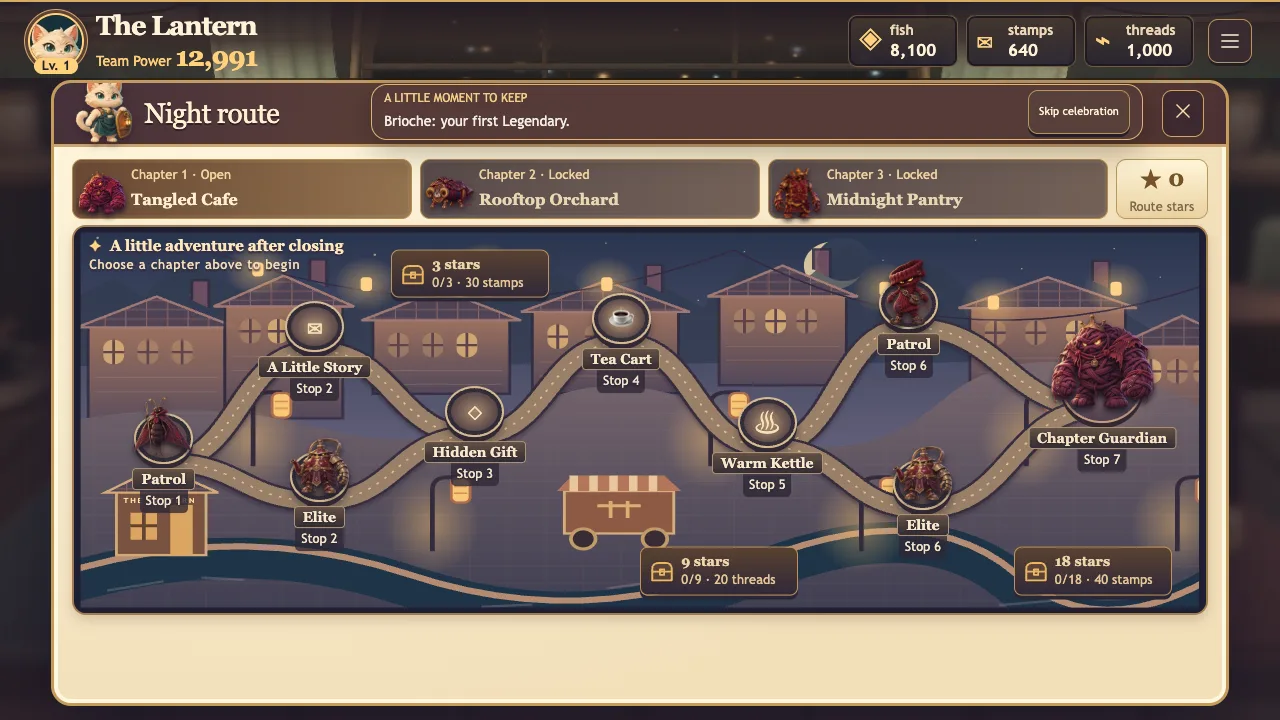 The Lantern
Lv. 1
Team Power 12,991
fish
8,100
stamps
640
threads
1,000
Night route
A LITTLE MOMENT TO KEEP
Brioche: your first Legendary.
Skip celebration
Chapter 1 · Open
Tangled Cafe
Chapter 2 · Locked
Rooftop Orchard
Chapter 3 · Locked
Midnight Pantry
0
Route stars
A little adventure after closing
Choose a chapter above to begin
3 stars
0/3 · 30 stamps
A Little Story
Stop 2
Tea Cart
Stop 4
Patrol
Stop 6
Hidden Gift
Stop 3
Chapter Guardian
Stop 7
Warm Kettle
Stop 5
Patrol
Stop 1
Elite
Stop 2
Elite
Stop 6
9 stars
0/9 · 20 threads
18 stars
0/18 · 40 stamps